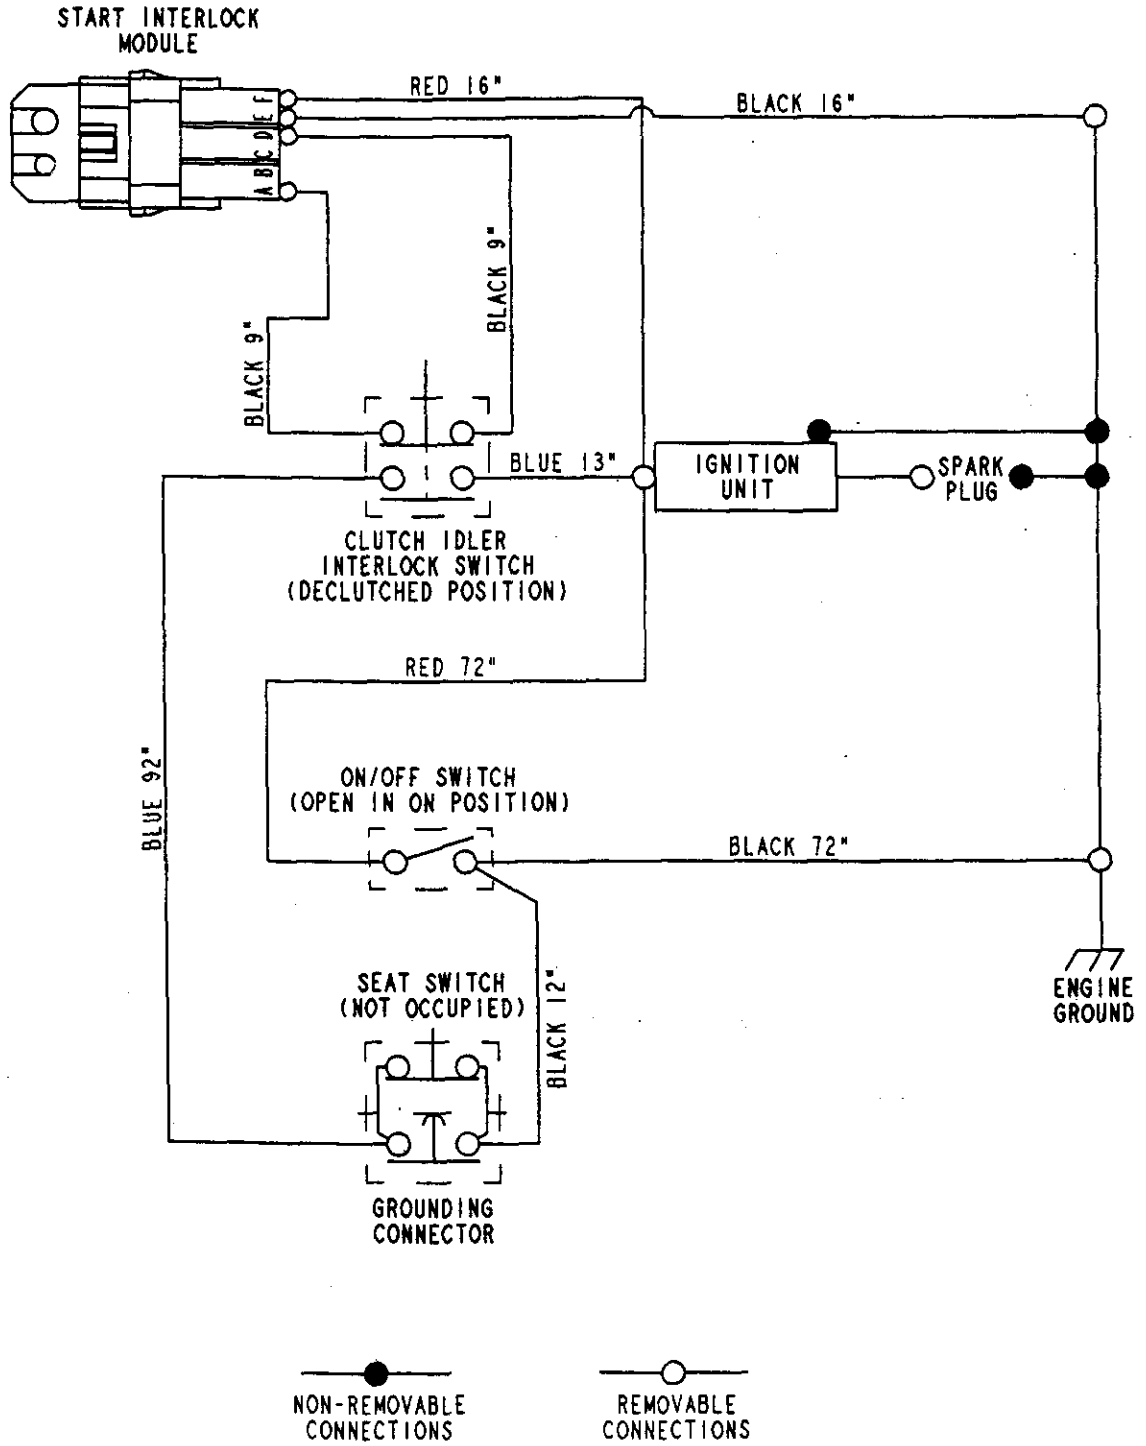 START INTERLOCK
MODULE
RED 16"
BLACK 16"
F
E
D
C
B
A
BLACK 9"
BLACK 9"
BLUE 13"
IGNITION
UNIT
SPARK
PLUG
CLUTCH IDLER
INTERLOCK SWITCH
(DECLUTCHED POSITION)
RED 72"
BLUE 92"
ON/OFF SWITCH
(OPEN IN ON POSITION)
BLACK 72"
SEAT SWITCH
(NOT OCCUPIED)
BLACK 12"
ENGINE
GROUND
GROUNDING
CONNECTOR
NON-REMOVABLE
CONNECTIONS
REMOVABLE
CONNECTIONS